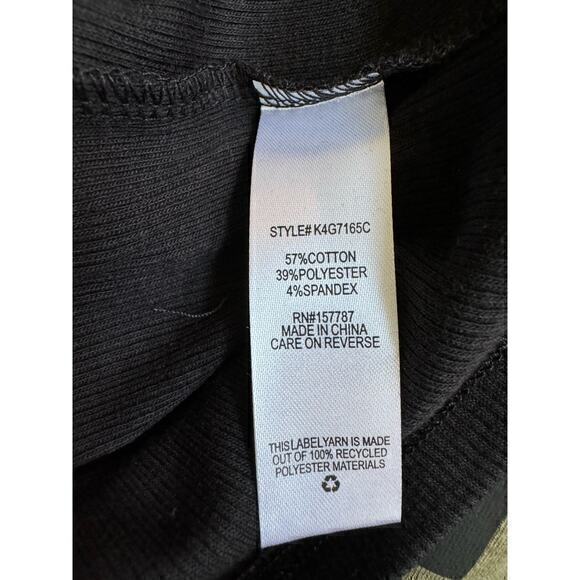 STYLE# K4G7165C
57%COTTON
39%POLYESTER
4%SPANDEX
RN#157787
MADE IN CHINA
CARE ON REVERSE
THIS LABELYARN IS MADE
OUT OF 100% RECYCLED
POLYESTER MATERIALS